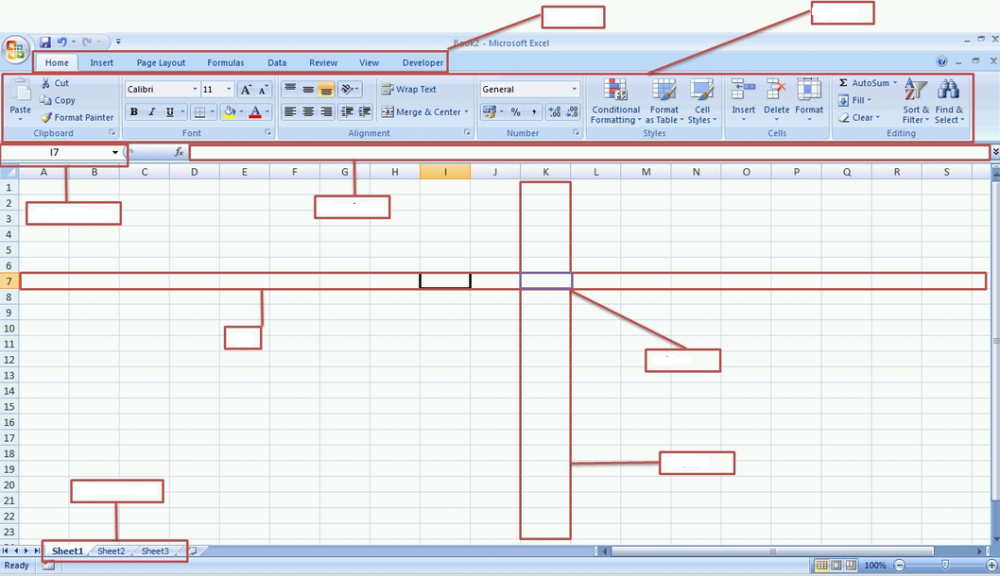 Book2 - Microsoft Excel
Home Insert Page Layout Formulas Data Review View Developer
Cut
Calibri 11 A A Wrap Text General
Conditional Formatting Format as Table Cell Styles
Insert Delete Format
AutoSum
Paste Copy
Fill
Sort & Filter Find & Select
Format Painter B I U A Merge & Center % ,
Clear
Clipboard Font Alignment Number Styles Cells Editing
I7 fx
A B C D E F G H I J K L M N O P Q R S
1
2
3
4
5
6
7
8
9
10
11
12
13
14
15
16
17
18
19
20
21
22
23
Sheet1 Sheet2 Sheet3
Ready 100%